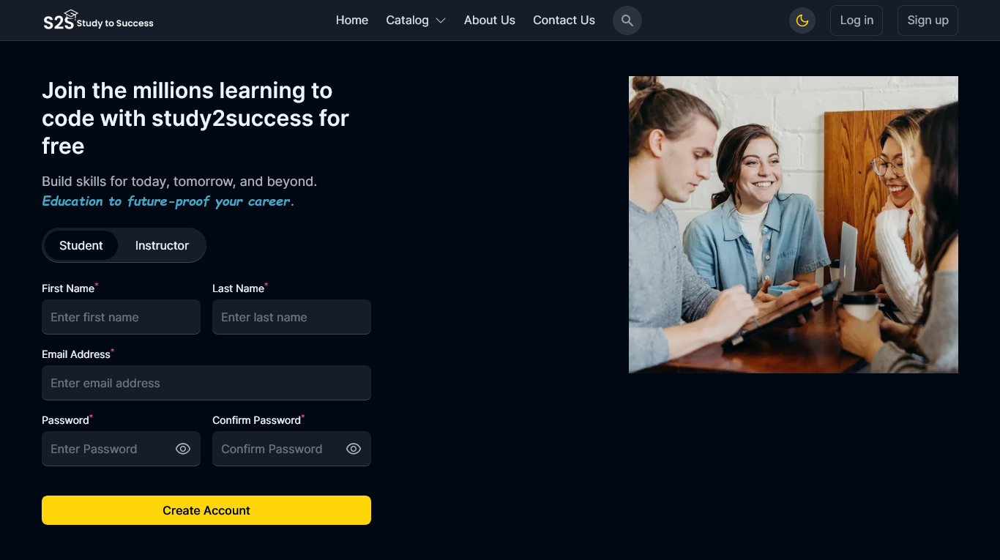 S2S Study to Success
Home Catalog About Us Contact Us Log in Sign up
Join the millions learning to
code with study2success for
free
Build skills for today, tomorrow, and beyond.
Education to future-proof your career.
Student Instructor
First Name* Last Name*
Enter first name Enter last name
Email Address*
Enter email address
Password* Confirm Password*
Enter Password Confirm Password
Create Account